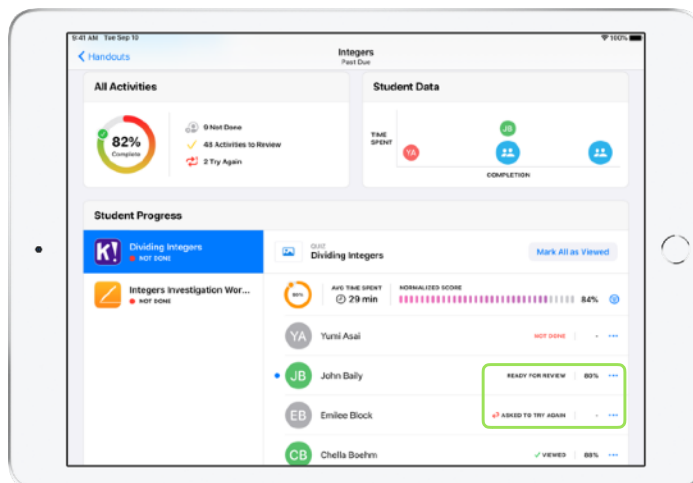 9:41 AM Tue Sep 10
100%
Handouts
Integers
Past Due
All Activities
82%
Complete
9 Not Done
48 Activities to Review
2 Try Again
Student Data
TIME SPENT
YA
JB
COMPLETION
Student Progress
K!
Dividing Integers
NOT DONE
Integers Investigation Wor...
NOT DONE
QUIZ
Dividing Integers
Mark All as Viewed
80%
AVG TIME SPENT
29 min
NORMALIZED SCORE
84%
YA Yumi Asai NOT DONE - •••
JB John Baily READY FOR REVIEW 80% •••
EB Emilee Block ASKED TO TRY AGAIN - •••
CB Chella Boehm VIEWED 88% •••